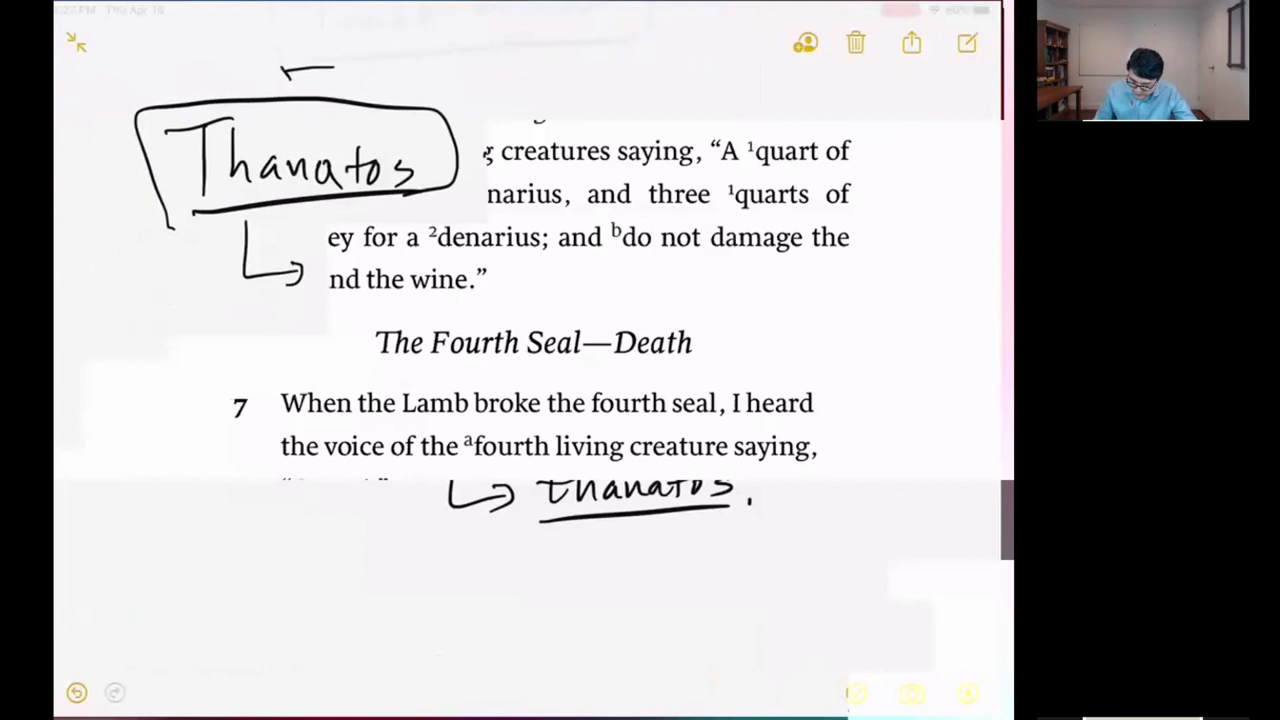 Thanatos
g creatures saying, “A ¹quart of
narius, and three ¹quarts of
ey for a ²denarius; and ᵇdo not damage the
nd the wine.”
The Fourth Seal—Death
7 When the Lamb broke the fourth seal, I heard
the voice of the ᵃfourth living creature saying,
thanatos.